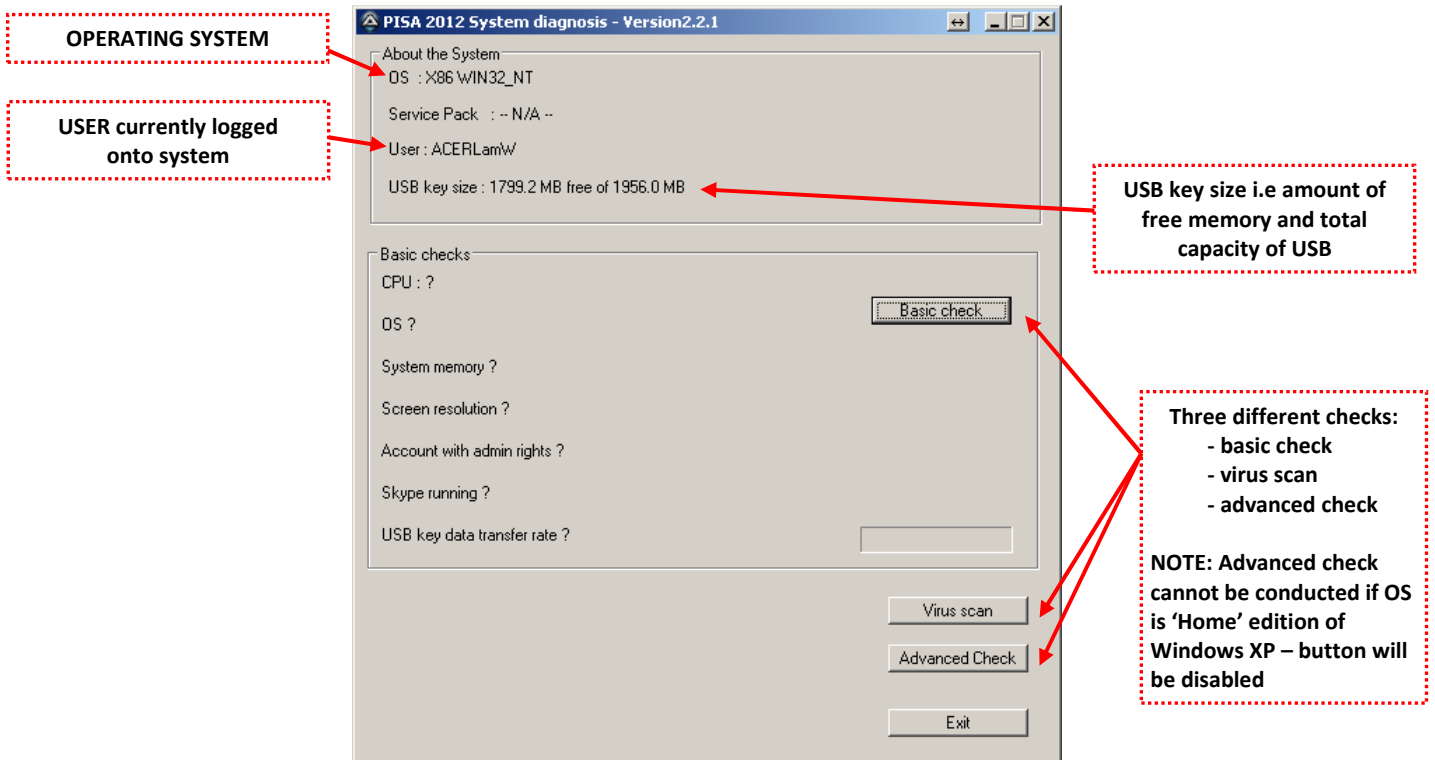 OPERATING SYSTEM
USER currently logged
onto system
PISA 2012 System diagnosis - Version2.2.1
About the System
OS : X86 WIN32_NT
Service Pack : -- N/A --
User : ACERLamW
USB key size : 1799.2 MB free of 1956.0 MB
USB key size i.e amount of
free memory and total
capacity of USB
Basic checks
CPU : ?
Basic check
OS ?
System memory ?
Screen resolution ?
Account with admin rights ?
Skype running ?
USB key data transfer rate ?
Virus scan
Advanced Check
Exit
Three different checks:
- basic check
- virus scan
- advanced check
NOTE: Advanced check
cannot be conducted if OS
is ‘Home’ edition of
Windows XP – button will
be disabled